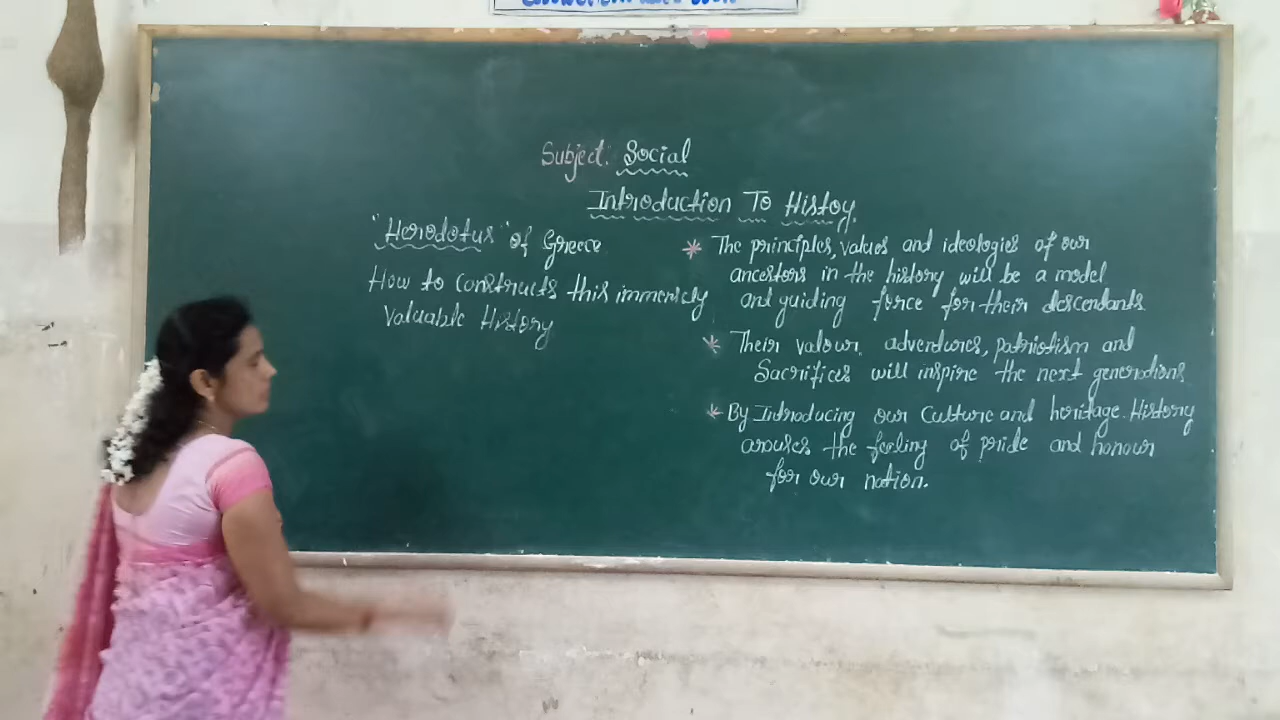 Subject: Social
Introduction To Histoy.
"Herodotus" of Greece
How to constructs this immensely
Valuable History
* The principles, values and ideologies of our
ancestors in the history will be a model
and guiding force for their descendants
* Their valour, adventures, patriotism and
Sacrifices will inspire the next generations
* By Introducing our Culture and heritage. History
arouses the feeling of pride and honour
for our nation.